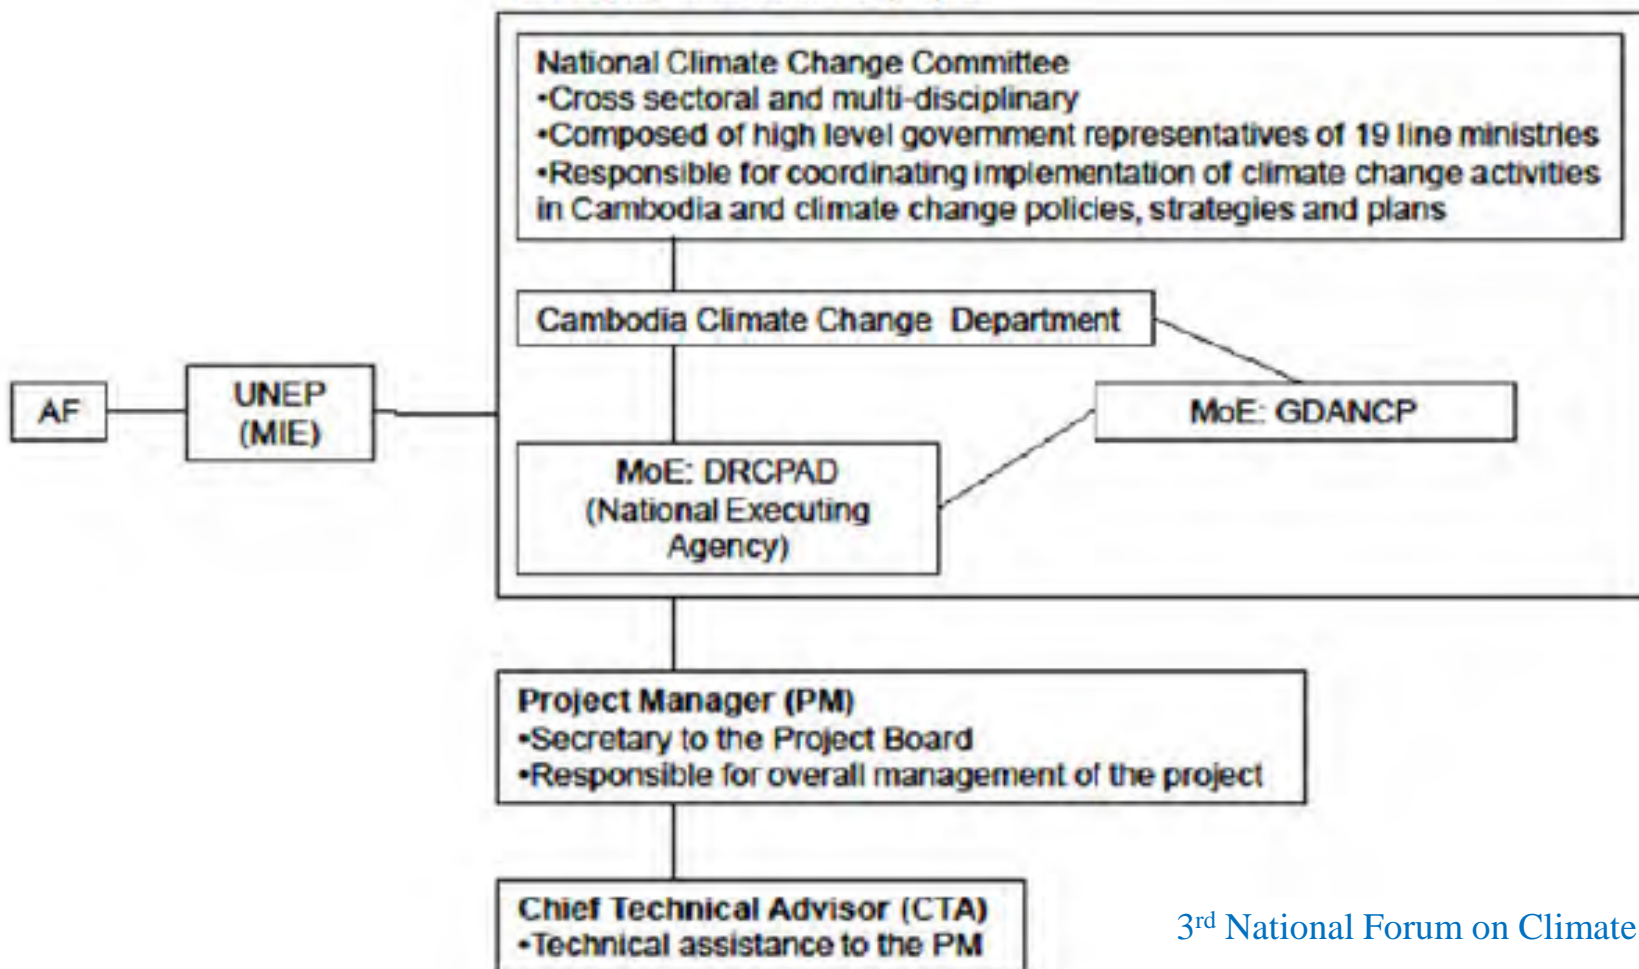 National Climate Change Committee
•Cross sectoral and multi-disciplinary
•Composed of high level government representatives of 19 line ministries
•Responsible for coordinating implementation of climate change activities
in Cambodia and climate change policies, strategies and plans
Cambodia Climate Change Department
AF
UNEP
(MIE)
MoE: GDANCP
MoE: DRCPAD
(National Executing
Agency)
Project Manager (PM)
•Secretary to the Project Board
•Responsible for overall management of the project
Chief Technical Advisor (CTA)
•Technical assistance to the PM
3rd National Forum on Climate